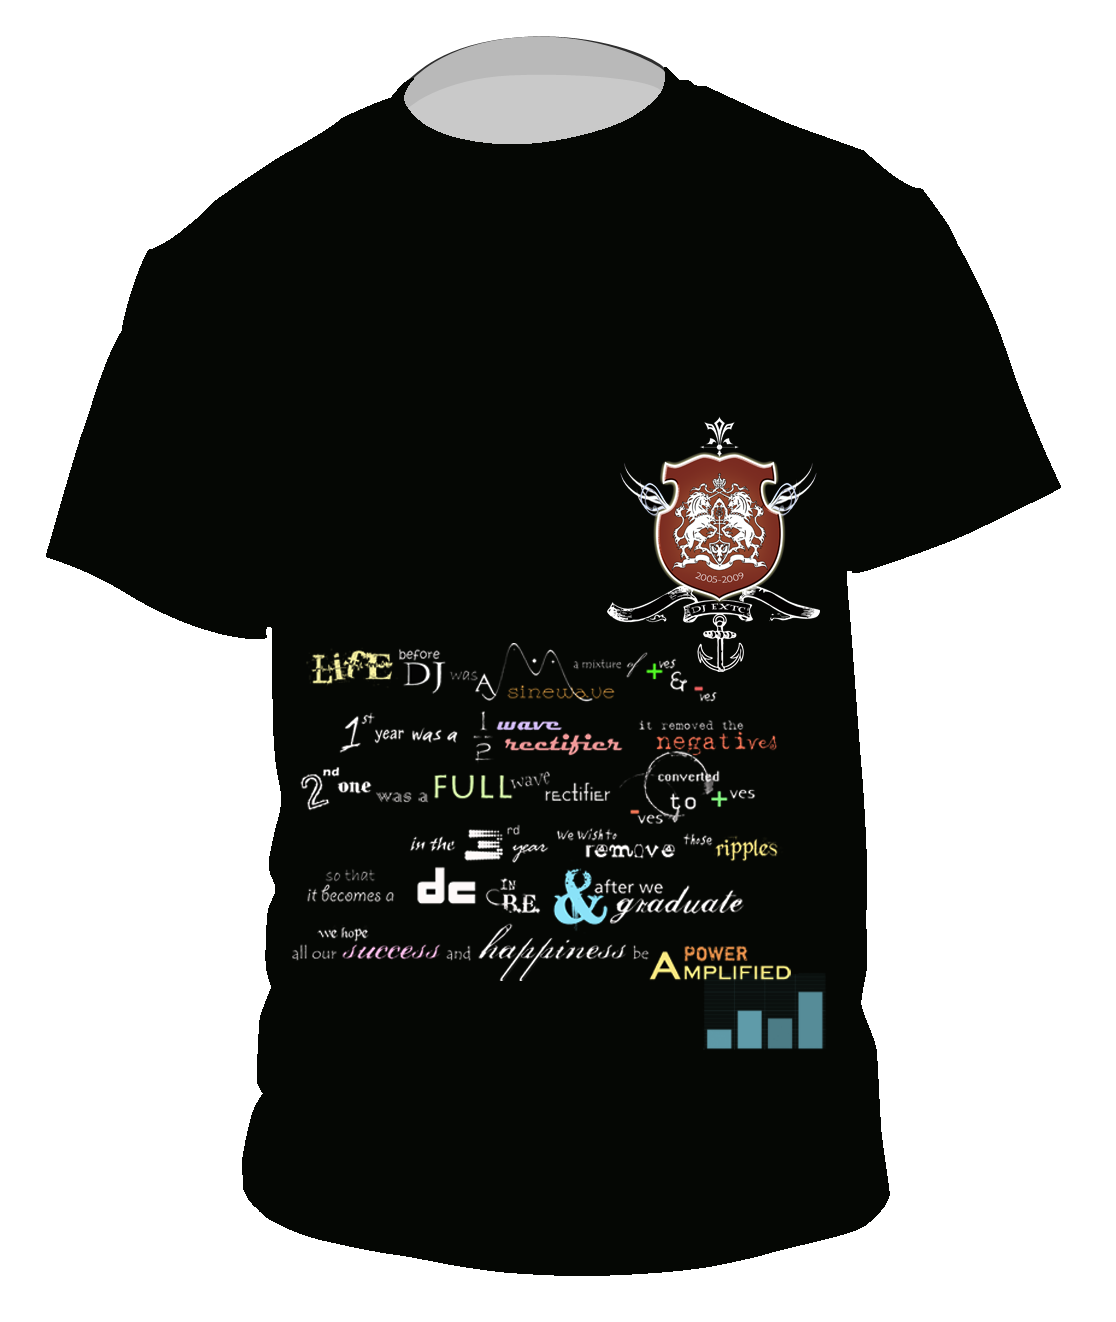 2005-2009
DJ EXTC
LIFE before DJ was A sinewave a mixture of +ves & -ves
1st year was a 1/2 wave rectifier it removed the negatives
2nd one was a FULL wave rectifier converted -ves to +ves
in the 3rd year we wish to remove those ripples
so that it becomes a dc in B.E. & after we graduate
we hope all our success and happiness be POWER AMPLIFIED